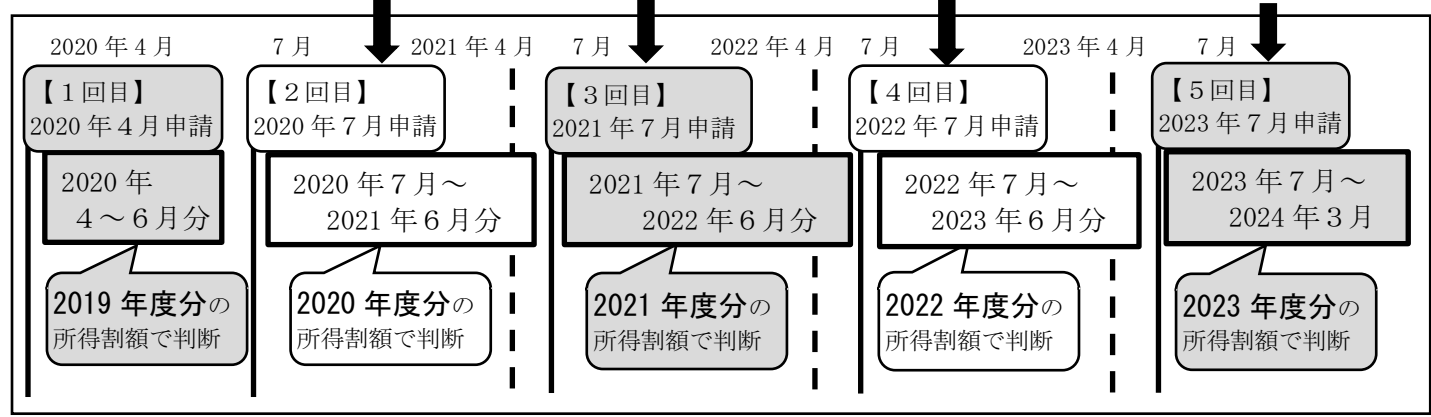 2020年4月
7月
2021年4月
7月
2022年4月
7月
2023年4月
7月
【1回目】
2020年4月申請
【2回目】
2020年7月申請
【3回目】
2021年7月申請
【4回目】
2022年7月申請
【5回目】
2023年7月申請
2020年
4~6月分
2020年7月~
2021年6月分
2021年7月~
2022年6月分
2022年7月~
2023年6月分
2023年7月~
2024年3月
2019年度分の
所得割額で判断
2020年度分の
所得割額で判断
2021年度分の
所得割額で判断
2022年度分の
所得割額で判断
2023年度分の
所得割額で判断